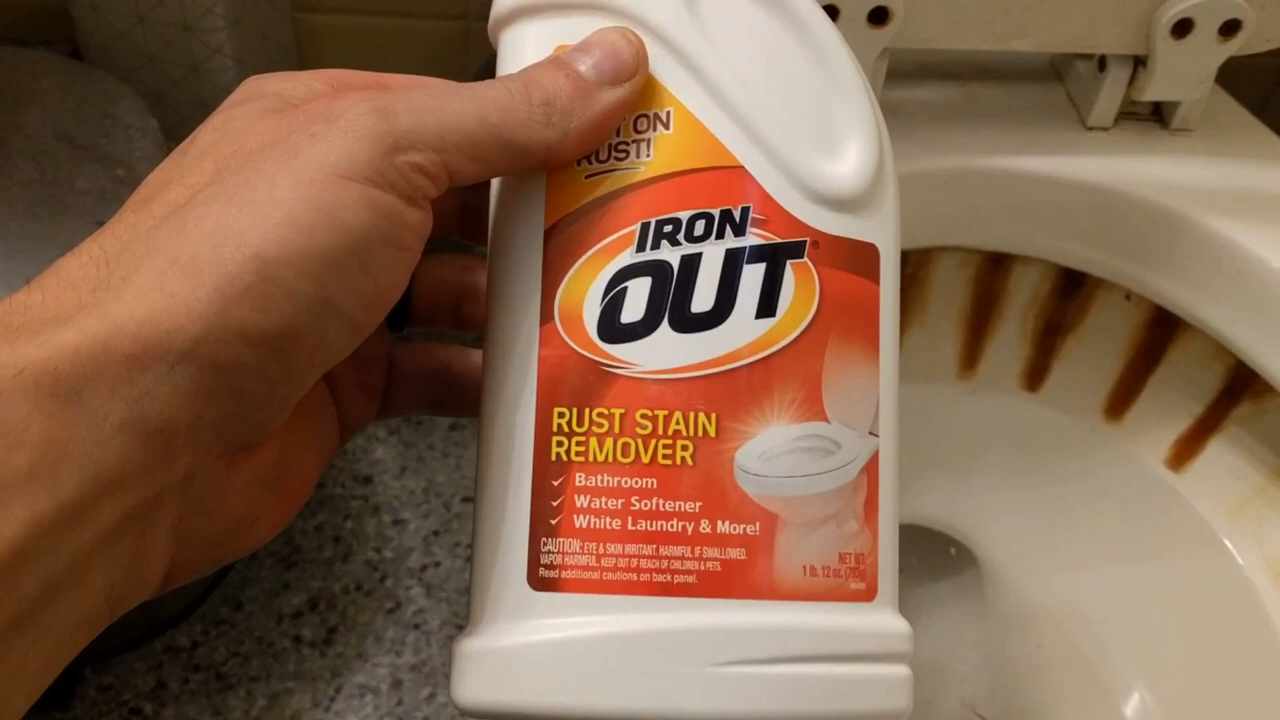 ON
RUST!
IRON
OUT®
RUST STAIN
REMOVER
✓ Bathroom
✓ Water Softener
✓ White Laundry & More!
CAUTION: EYE & SKIN IRRITANT. HARMFUL IF SWALLOWED.
VAPOR HARMFUL. KEEP OUT OF REACH OF CHILDREN & PETS.
Read additional cautions on back panel.
NET WT.
1 lb. 12 oz. (793g)